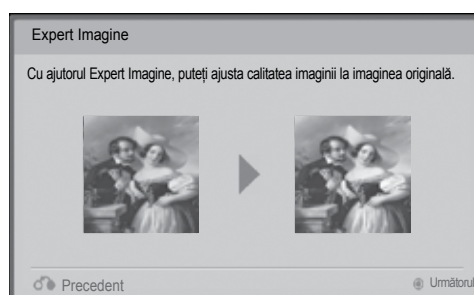 Expert Imagine
Cu ajutorul Expert Imagine, puteți ajusta calitatea imaginii la imaginea originală.
Precedent
Următorul